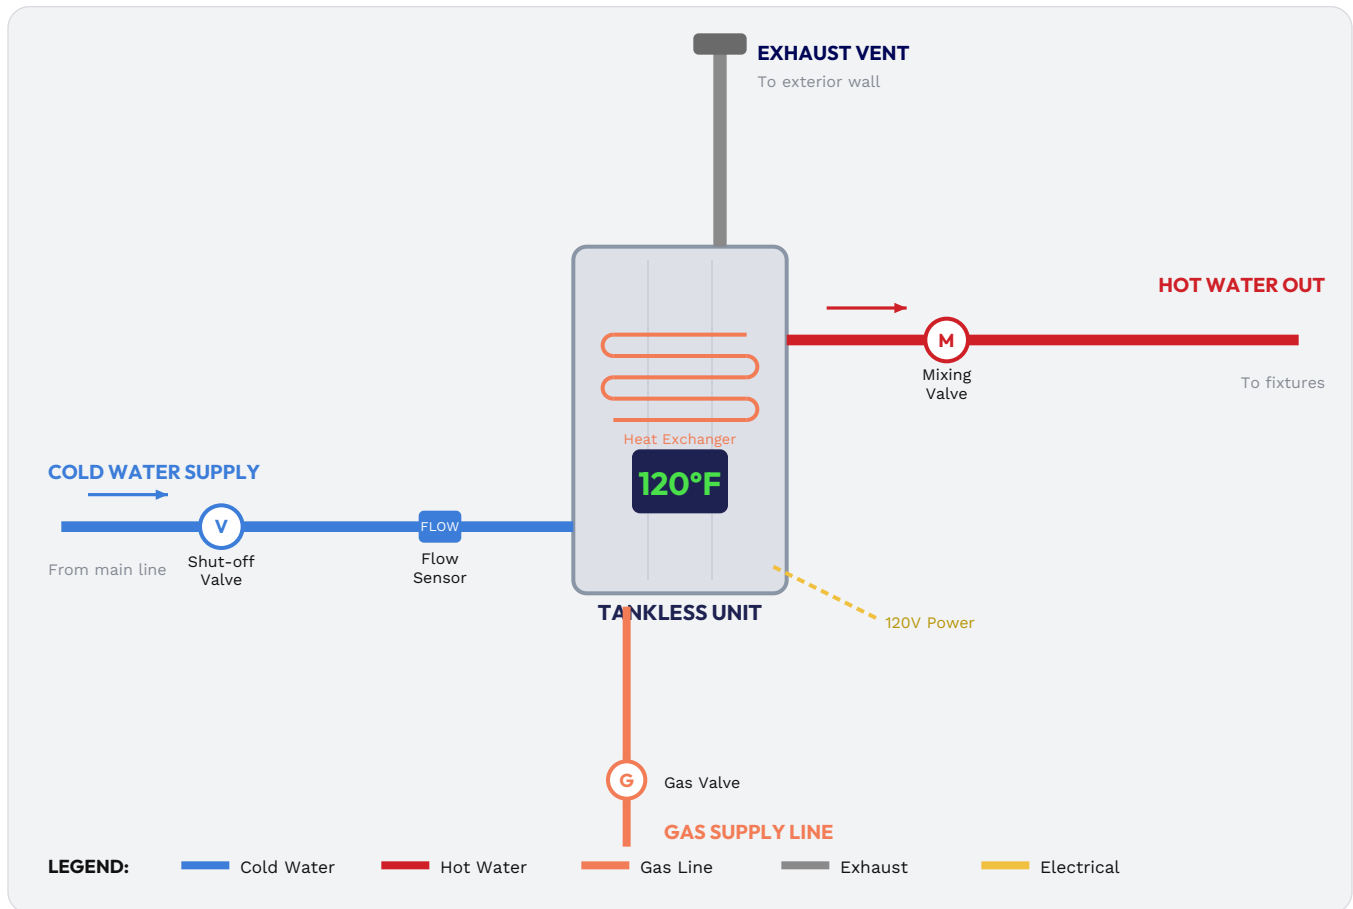 EXHAUST VENT
To exterior wall
HOT WATER OUT
M
Mixing
Valve
To fixtures
Heat Exchanger
120°F
COLD WATER SUPPLY
V
FLOW
From main line
Shut-off
Valve
Flow
Sensor
TANKLESS UNIT
120V Power
G
Gas Valve
GAS SUPPLY LINE
LEGEND:
Cold Water
Hot Water
Gas Line
Exhaust
Electrical